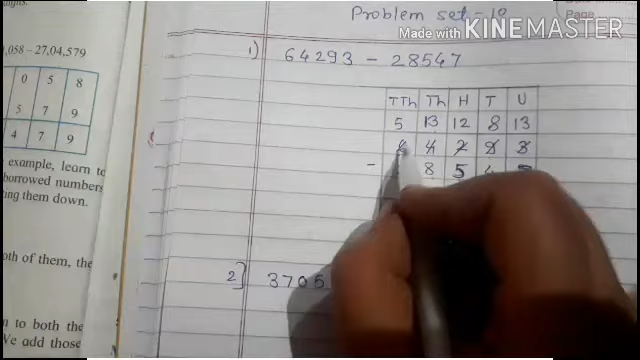 Problem set - 10
Made with KINEMASTER
,058 – 27,04,579
1) 64293 - 28547
0 5 8
5 7 9
4 7 9
TTh Th H T U
5 13 12 8 13
6 4 2 9 3
- 8 5 4
example, learn to
borrowed numbers
ing them down.
oth of them, the
2) 3705
n to both the
We add those